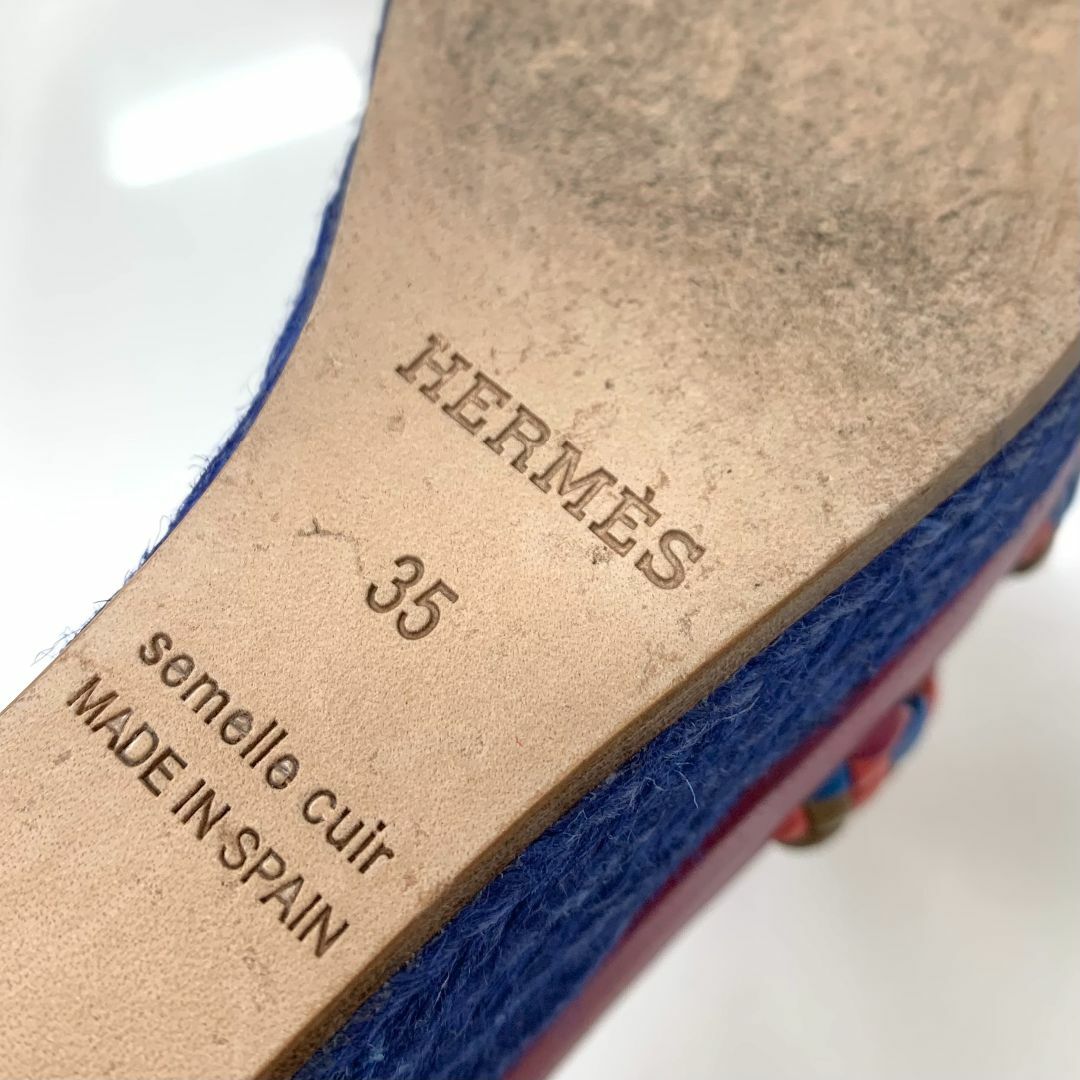 HERMÈS
35
semelle cuir
MADE IN SPAIN